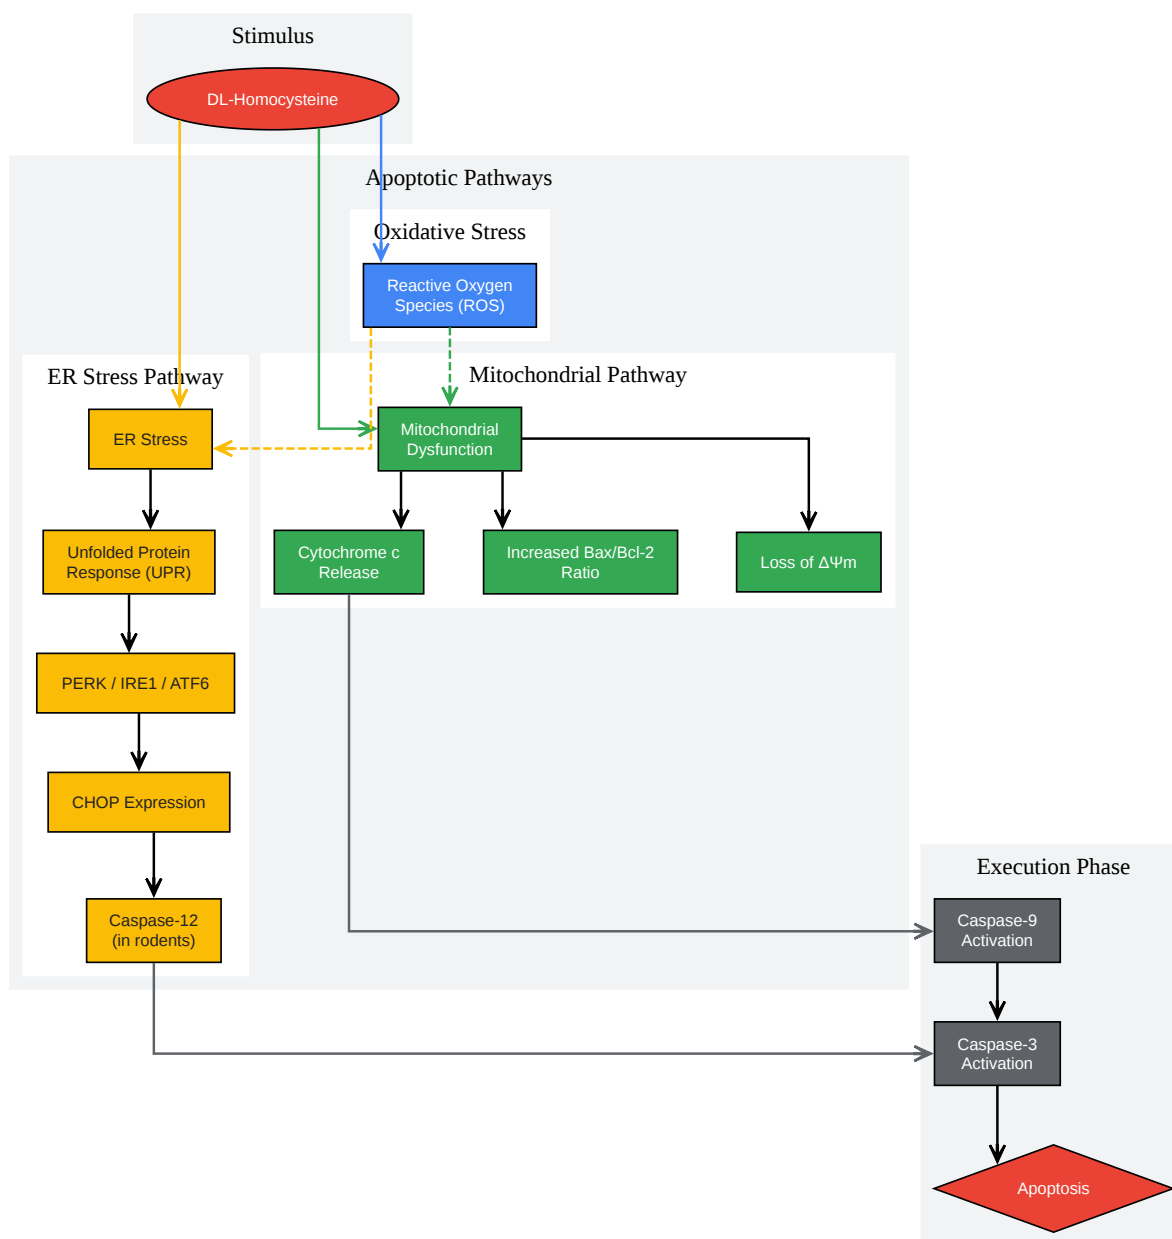 Stimulus
DL-Homocysteine
Apoptotic Pathways
Oxidative Stress
Reactive Oxygen
Species (ROS)
ER Stress Pathway
Mitochondrial Pathway
ER Stress
Mitochondrial
Dysfunction
Unfolded Protein
Response (UPR)
Cytochrome c
Release
Increased Bax/Bcl-2
Ratio
Loss of ΔΨm
PERK / IRE1 / ATF6
CHOP Expression
Caspase-12
(in rodents)
Execution Phase
Caspase-9
Activation
Caspase-3
Activation
Apoptosis